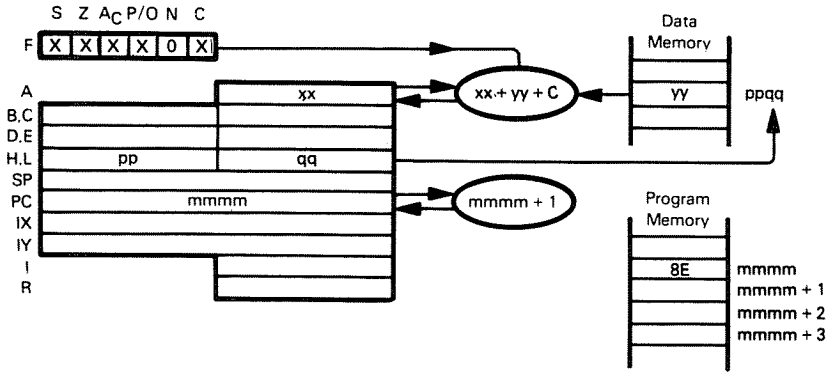 S Z AC P/O N C
F X X X X 0 X
Data
Memory
A xx
xx + yy + C
yy ppqq
B,C
D,E
H,L pp qq
SP
PC mmmm
mmmm + 1
IX
IY
I
R
Program
Memory
8E mmmm
mmmm + 1
mmmm + 2
mmmm + 3